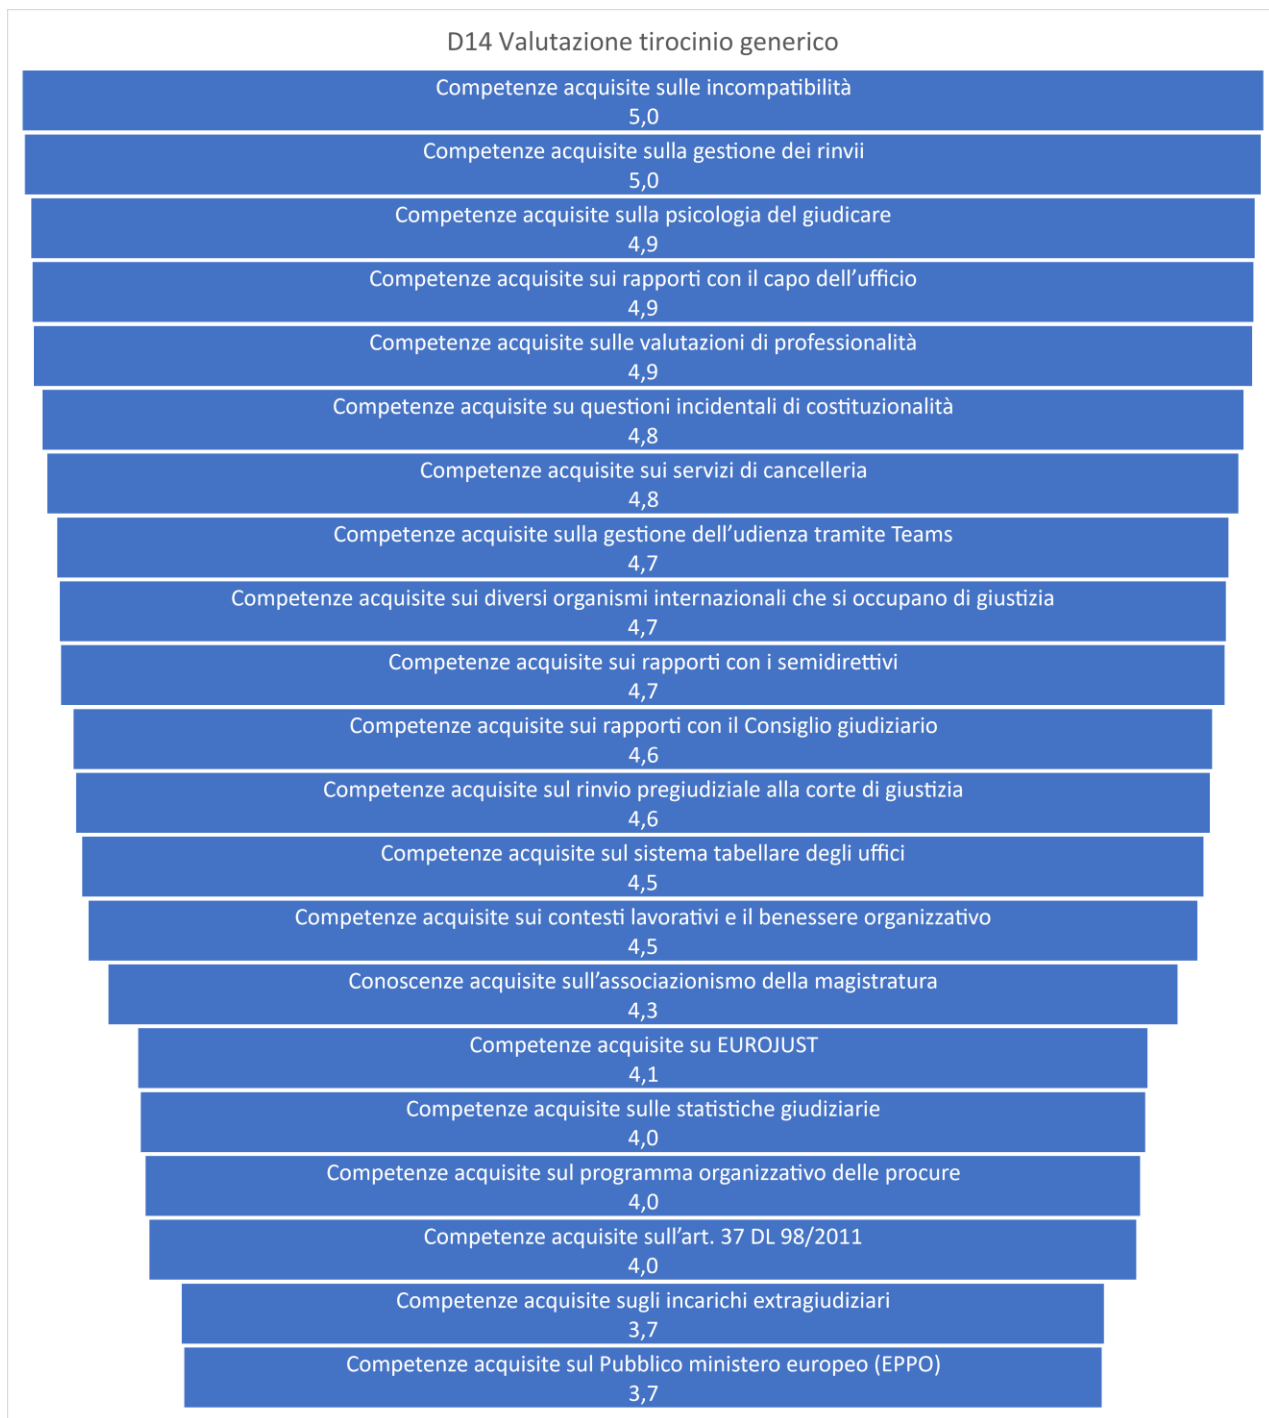 D14 Valutazione tirocinio generico
Competenze acquisite sulle incompatibilità
5,0
Competenze acquisite sulla gestione dei rinvii
5,0
Competenze acquisite sulla psicologia del giudicare
4,9
Competenze acquisite sui rapporti con il capo dell’ufficio
4,9
Competenze acquisite sulle valutazioni di professionalità
4,9
Competenze acquisite su questioni incidentali di costituzionalità
4,8
Competenze acquisite sui servizi di cancelleria
4,8
Competenze acquisite sulla gestione dell’udienza tramite Teams
4,7
Competenze acquisite sui diversi organismi internazionali che si occupano di giustizia
4,7
Competenze acquisite sui rapporti con i semidirettivi
4,7
Competenze acquisite sui rapporti con il Consiglio giudiziario
4,6
Competenze acquisite sul rinvio pregiudiziale alla corte di giustizia
4,6
Competenze acquisite sul sistema tabellare degli uffici
4,5
Competenze acquisite sui contesti lavorativi e il benessere organizzativo
4,5
Conoscenze acquisite sull’associazionismo della magistratura
4,3
Competenze acquisite su EUROJUST
4,1
Competenze acquisite sulle statistiche giudiziarie
4,0
Competenze acquisite sul programma organizzativo delle procure
4,0
Competenze acquisite sull’art. 37 DL 98/2011
4,0
Competenze acquisite sugli incarichi extragiudiziari
3,7
Competenze acquisite sul Pubblico ministero europeo (EPPO)
3,7